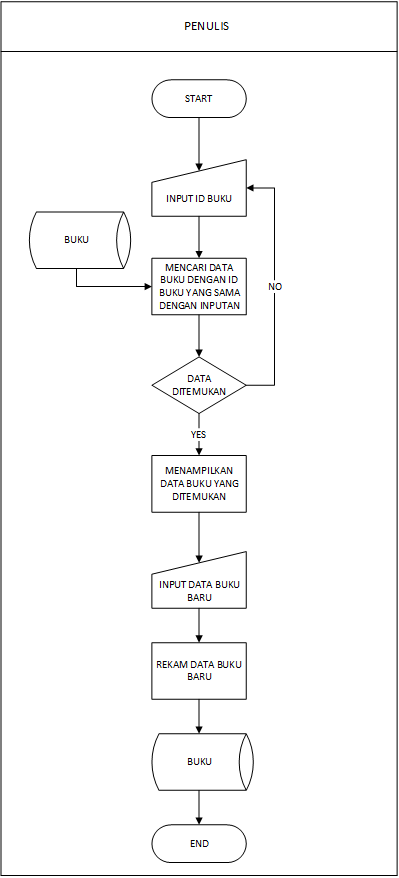 PENULIS
START
INPUT ID BUKU
BUKU
MENCARI DATA
BUKU DENGAN ID
BUKU YANG SAMA
DENGAN INPUTAN
NO
DATA
DITEMUKAN
YES
MENAMPILKAN
DATA BUKU YANG
DITEMUKAN
INPUT DATA BUKU
BARU
REKAM DATA BUKU
BARU
BUKU
END